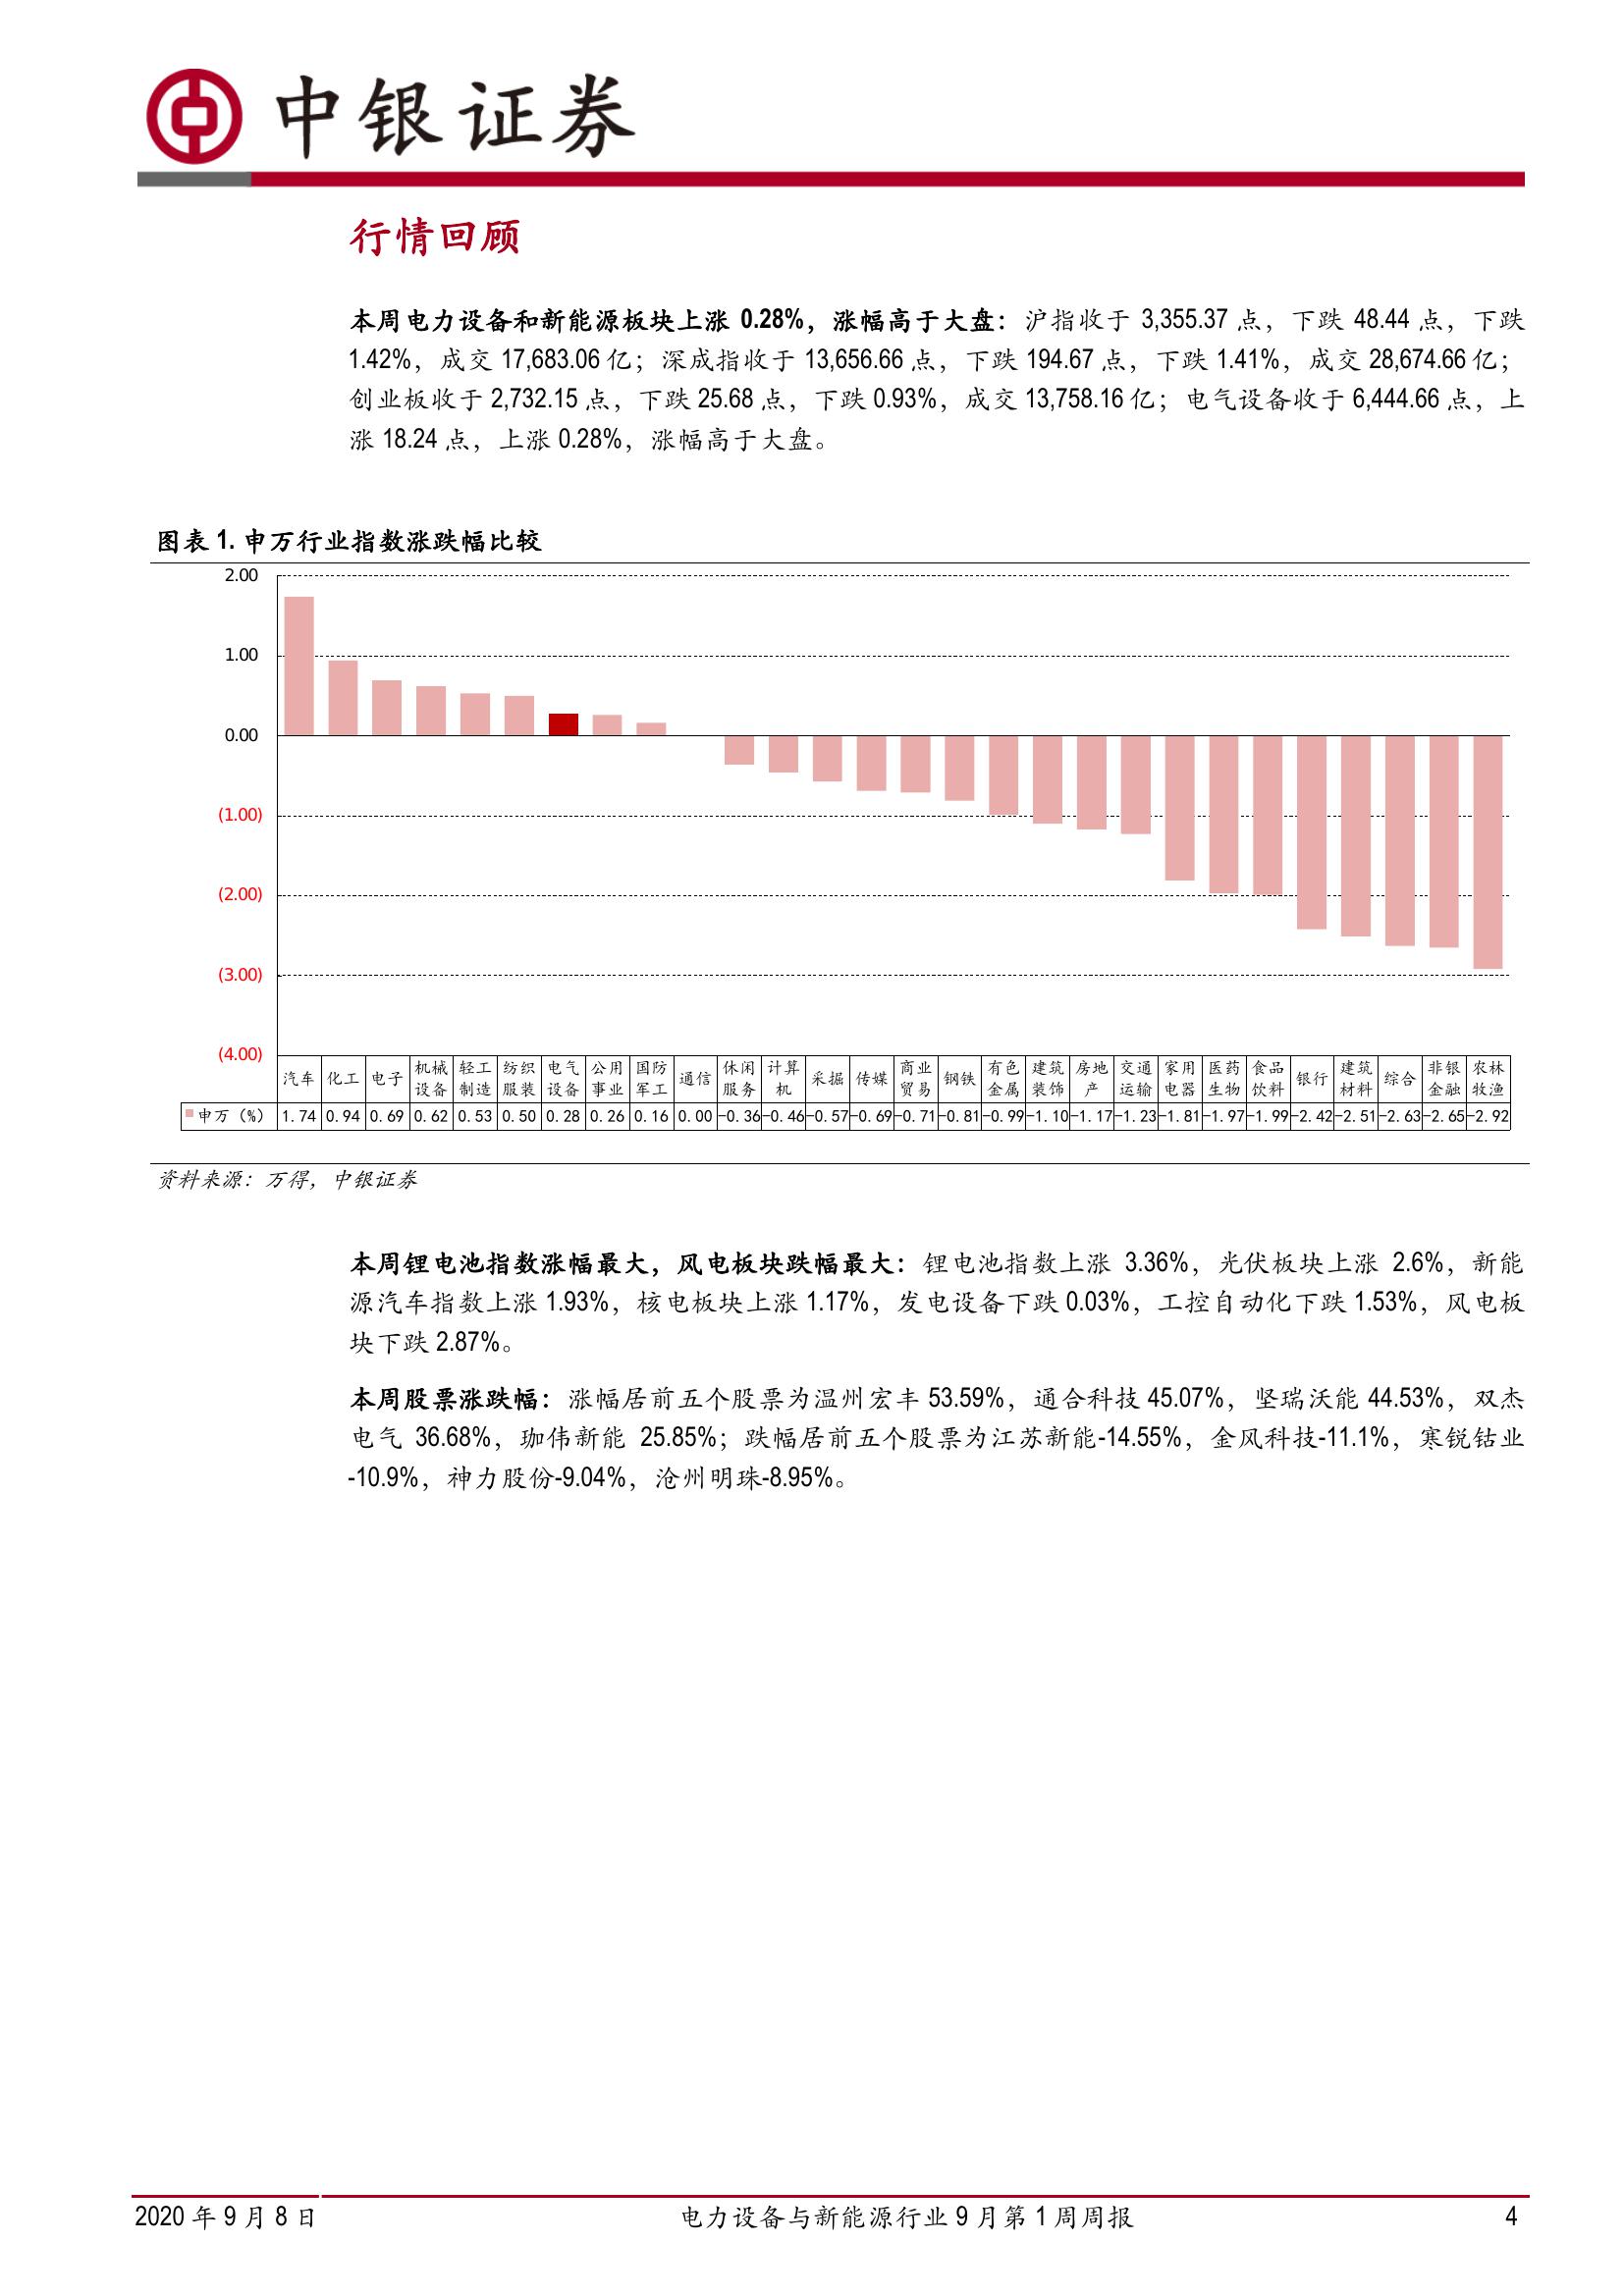 中银证券
行情回顾
本周电力设备和新能源板块上涨 0.28%，涨幅高于大盘：沪指收于 3,355.37 点，下跌 48.44 点，下跌
1.42%，成交 17,683.06 亿；深成指收于 13,656.66 点，下跌 194.67 点，下跌 1.41%，成交 28,674.66 亿；
创业板收于 2,732.15 点，下跌 25.68 点，下跌 0.93%，成交 13,758.16 亿；电气设备收于 6,444.66 点，上
涨 18.24 点，上涨 0.28%，涨幅高于大盘。
图表 1. 申万行业指数涨跌幅比较
2.00
1.00
0.00
(1.00)
(2.00)
(3.00)
(4.00)
汽车 化工 电子 机械设备 轻工制造 纺织服装 电气设备 公用事业 国防军工 通信 休闲服务 计算机 采掘 传媒 商业贸易 钢铁 有色金属 建筑装饰 房地产 交通运输 家用电器 医药生物 食品饮料 银行 建筑材料 综合 非银金融 农林牧渔
申万（%） 1.74 0.94 0.69 0.62 0.53 0.50 0.28 0.26 0.16 0.00 -0.36 -0.46 -0.57 -0.69 -0.71 -0.81 -0.99 -1.10 -1.17 -1.23 -1.81 -1.97 -1.99 -2.42 -2.51 -2.63 -2.65 -2.92
资料来源：万得，中银证券
本周锂电池指数涨幅最大，风电板块跌幅最大：锂电池指数上涨 3.36%，光伏板块上涨 2.6%，新能
源汽车指数上涨 1.93%，核电板块上涨 1.17%，发电设备下跌 0.03%，工控自动化下跌 1.53%，风电板
块下跌 2.87%。
本周股票涨跌幅：涨幅居前五个股票为温州宏丰 53.59%，通合科技 45.07%，坚瑞沃能 44.53%，双杰
电气 36.68%，珈伟新能 25.85%；跌幅居前五个股票为江苏新能-14.55%，金风科技-11.1%，寒锐钴业
-10.9%，神力股份-9.04%，沧州明珠-8.95%。
2020 年 9 月 8 日 电力设备与新能源行业 9 月第 1 周周报 4